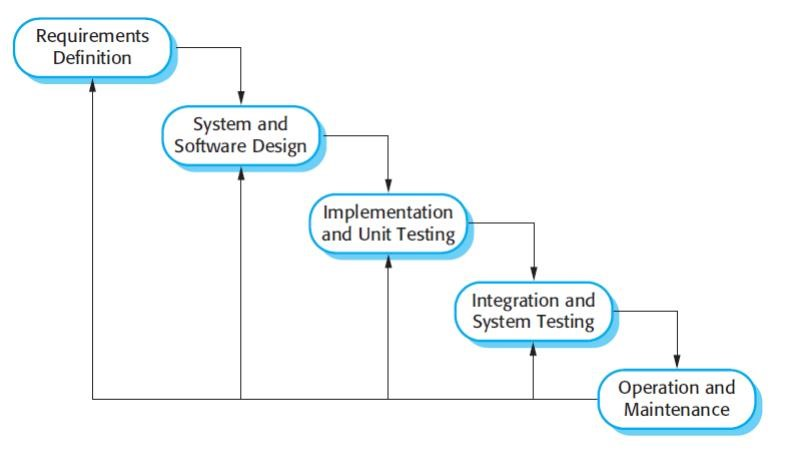 Requirements
Definition
System and
Software Design
Implementation
and Unit Testing
Integration and
System Testing
Operation and
Maintenance